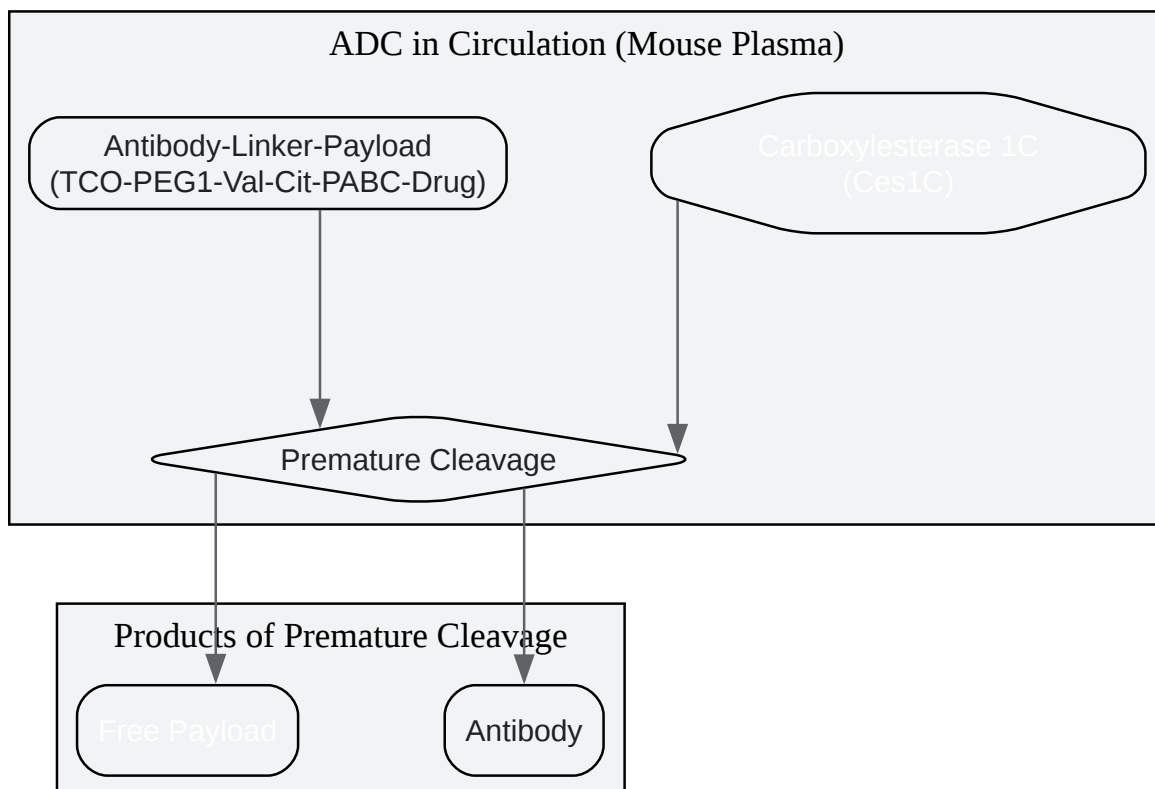 ADC in Circulation (Mouse Plasma)
Antibody-Linker-Payload
(TCO-PEG1-Val-Cit-PABC-Drug)
Carboxylesterase 1C
(Ces1C)
Premature Cleavage
Products of Premature Cleavage
Free Payload
Antibody